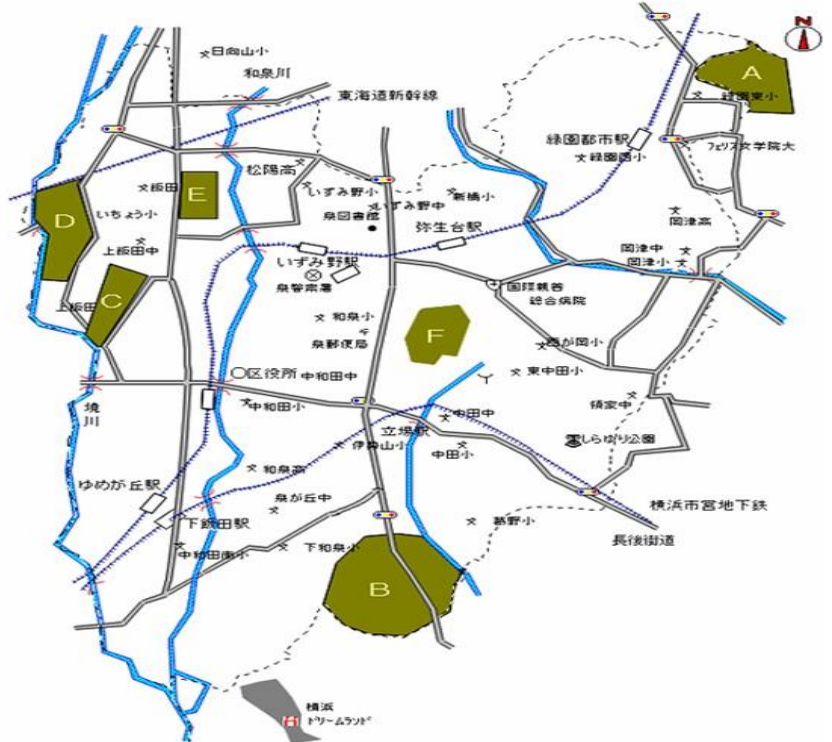 N
A
日向山小
和泉川
東海道新幹線
緑園東小
緑園都市駅
フェリス女学院大
緑園西小
松陽高
飯田
E
いずみ野小
いずみ野中
新橋小
D
いちょう小
泉図書館
弥生台駅
岡津高
上飯田中
いずみ野駅
岡津中
岡津小
泉警察署
国際親善
総合病院
上飯田
C
和泉小
F
泉郵便局
西が岡小
〇区役所
中和田中
東中田小
境川
中和田小
領家中
中田中
立場駅
伊勢山小
中田小
しらゆり公園
和泉高
ゆめが丘駅
泉が丘中
横浜市営地下鉄
下飯田駅
葛野小
長後街道
中和田南小
下和泉小
B
横浜
ドリームランド